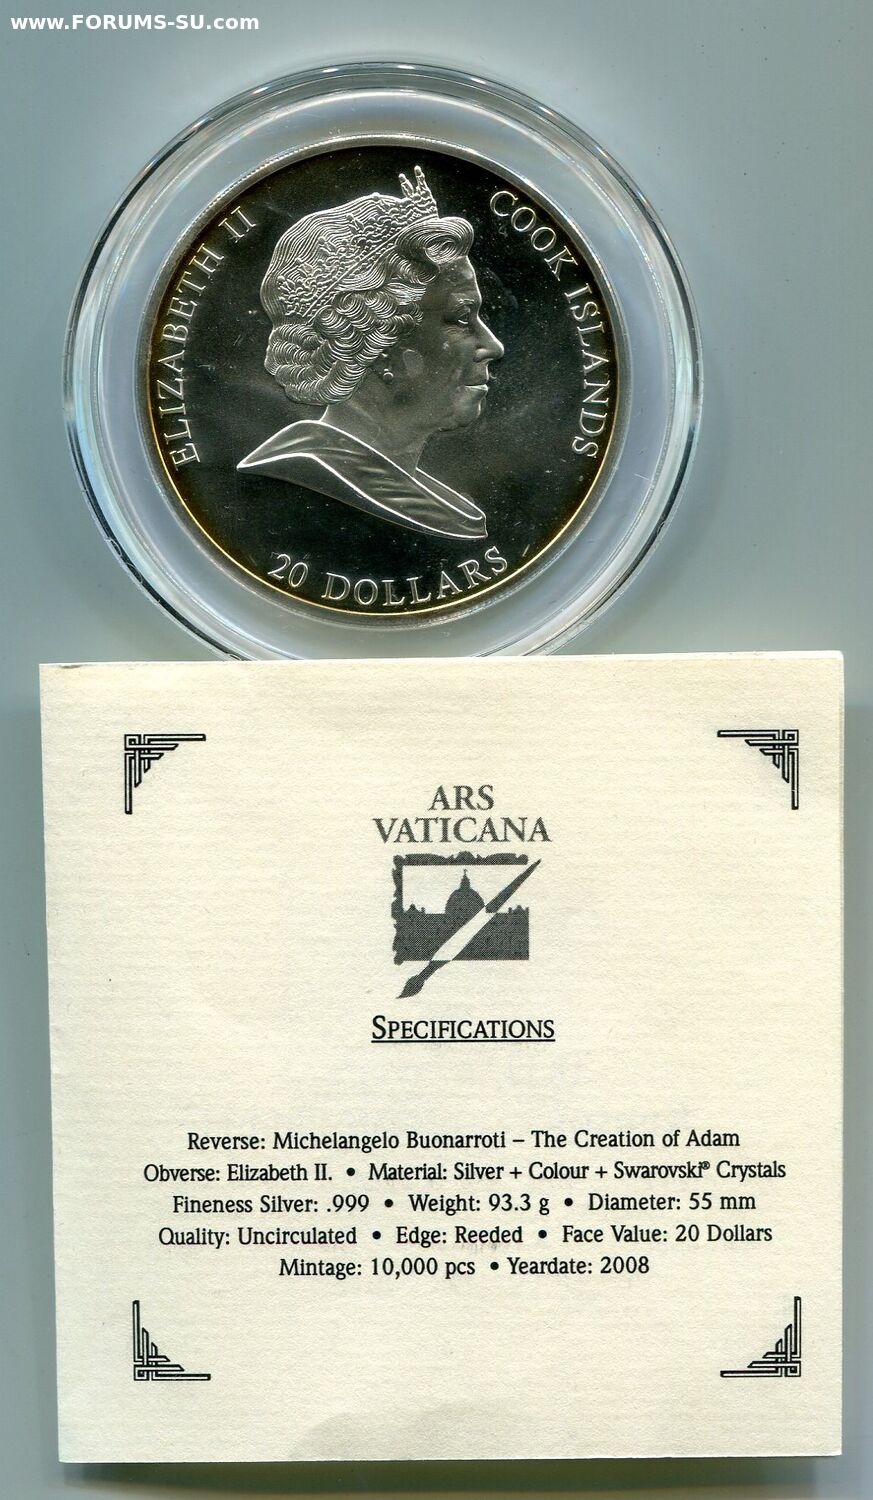 www.FORUMS-SU.com
ELIZABETH II
COOK ISLANDS
20 DOLLARS
ARS
VATICANA
SPECIFICATIONS
Reverse: Michelangelo Buonarroti – The Creation of Adam
Obverse: Elizabeth II. • Material: Silver + Colour + Swarovski® Crystals
Fineness Silver: .999 • Weight: 93.3 g • Diameter: 55 mm
Quality: Uncirculated • Edge: Reeded • Face Value: 20 Dollars
Mintage: 10,000 pcs • Yeardate: 2008